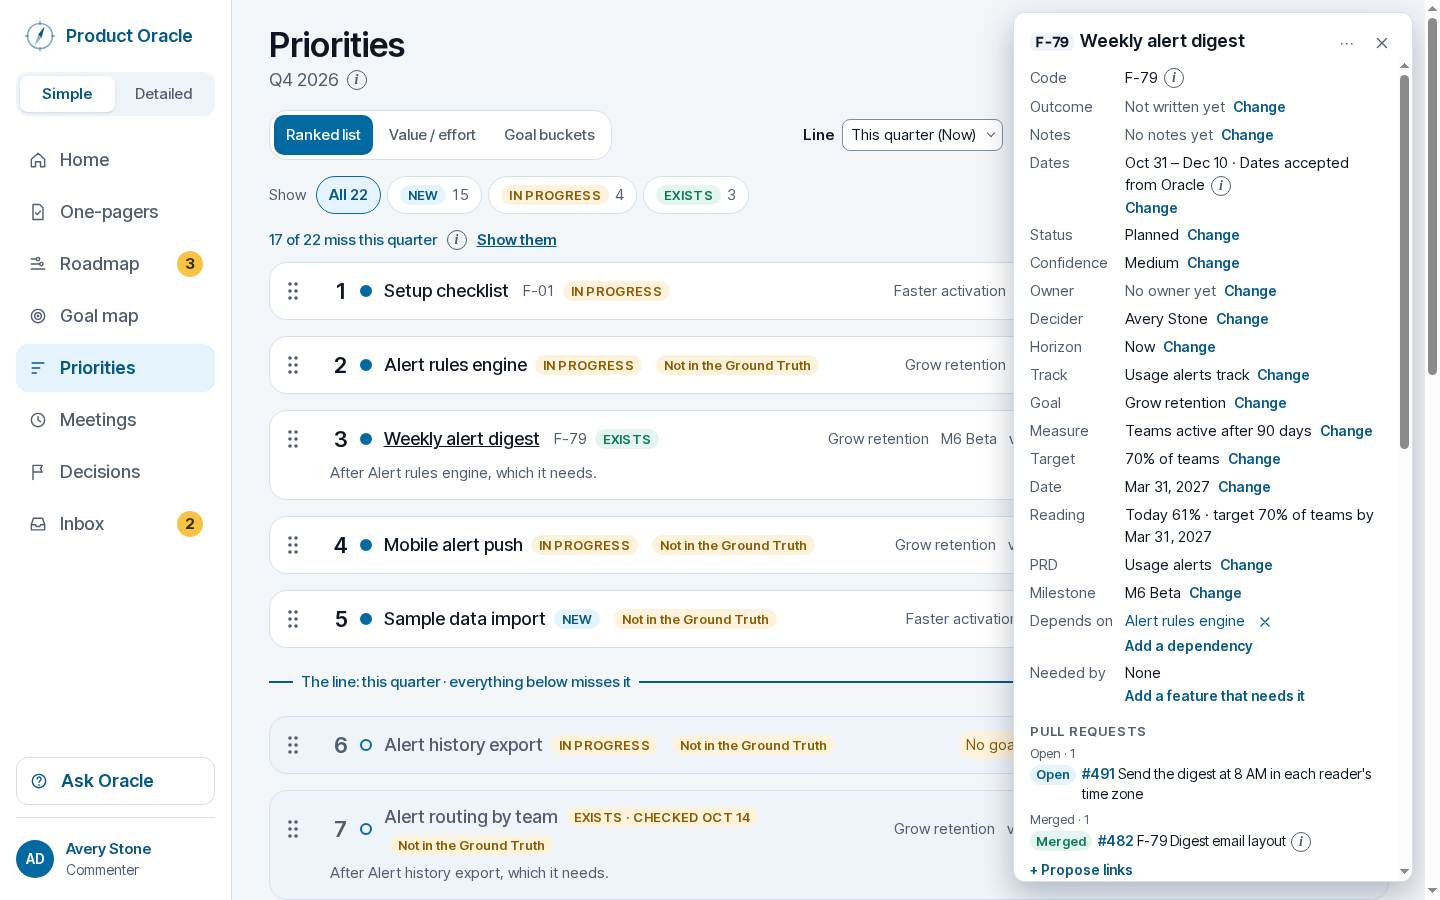 Product Oracle
Simple Detailed
Home
One-pagers
Roadmap 3
Goal map
Priorities
Meetings
Decisions
Inbox 2
Ask Oracle
AD Avery Stone
Commenter
Priorities
Q4 2026 i
Ranked list Value / effort Goal buckets
Line This quarter (Now)
Show All 22 NEW 15 IN PROGRESS 4 EXISTS 3
17 of 22 miss this quarter i Show them
1 Setup checklist F-01 IN PROGRESS Faster activation
2 Alert rules engine IN PROGRESS Not in the Ground Truth Grow retention
3 Weekly alert digest F-79 EXISTS Grow retention M6 Beta
After Alert rules engine, which it needs.
4 Mobile alert push IN PROGRESS Not in the Ground Truth Grow retention
5 Sample data import NEW Not in the Ground Truth Faster activation
The line: this quarter · everything below misses it
6 Alert history export IN PROGRESS Not in the Ground Truth No goa
7 Alert routing by team EXISTS · CHECKED OCT 14
Not in the Ground Truth
Grow retention
After Alert history export, which it needs.
F-79 Weekly alert digest
Code F-79 i
Outcome Not written yet Change
Notes No notes yet Change
Dates Oct 31 – Dec 10 · Dates accepted
from Oracle i
Change
Status Planned Change
Confidence Medium Change
Owner No owner yet Change
Decider Avery Stone Change
Horizon Now Change
Track Usage alerts track Change
Goal Grow retention Change
Measure Teams active after 90 days Change
Target 70% of teams Change
Date Mar 31, 2027 Change
Reading Today 61% · target 70% of teams by
Mar 31, 2027
PRD Usage alerts Change
Milestone M6 Beta Change
Depends on Alert rules engine
Add a dependency
Needed by None
Add a feature that needs it
PULL REQUESTS
Open · 1
Open #491 Send the digest at 8 AM in each reader's
time zone
Merged · 1
Merged #482 F-79 Digest email layout i
+ Propose links